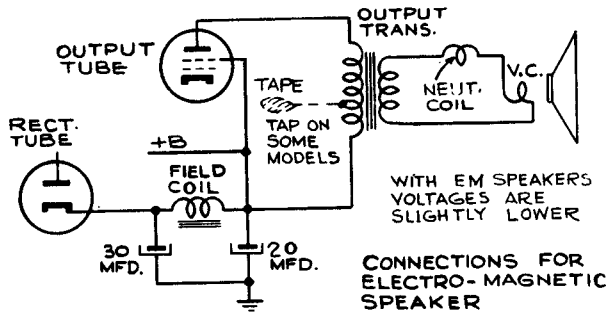 OUTPUT
TRANS.
OUTPUT
TUBE
TAPE
TAP ON
SOME
MODELS
NEUT.
COIL
V.C.
RECT.
TUBE
+B
FIELD
COIL
30
MFD.
20
MFD.
WITH EM SPEAKERS
VOLTAGES ARE
SLIGHTLY LOWER
CONNECTIONS FOR
ELECTRO-MAGNETIC
SPEAKER